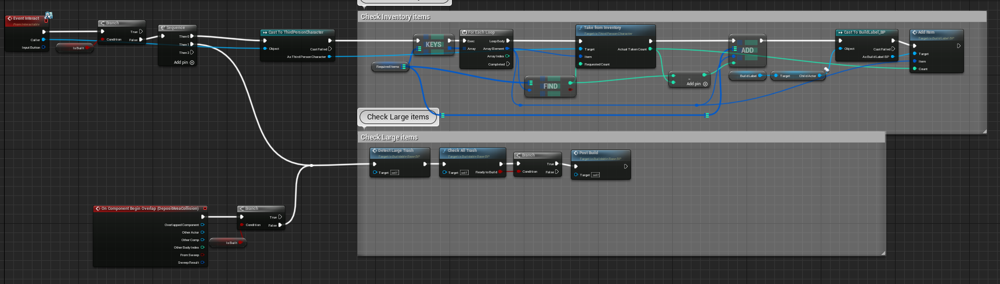 Check Inventory items
Event Interact
From Interactable
Caller
Input Button
Is Built
Branch
Condition
True
False
Sequence
Then 0
Then 1
Then 2
Add pin
Cast To ThirdPersonCharacter
Object
Cast Failed
As Third Person Character
Required Items
KEYS
For Each Loop
Exec
Array
Loop Body
Array Element
Array Index
Completed
FIND
Take from Inventory
Target is Third Person Character
Target
Item
Requested Count
Actual Taken Count
-
Add pin
ADD
Build Label
Target
Child Actor
Cast To BuildLabel_BP
Object
Cast Failed
As Build Label BP
Add Item
Target is Build Label BP
Target
Item
Count
Check Large items
Check Large items
Detect Large Trash
Target is Buildable Base BP
Target
self
Check All Trash
Target is Buildable Base BP
Target
self
Ready to Build
Branch
Condition
True
False
Post Build
Target is Buildable Base BP
Target
self
On Component Begin Overlap (DepositAreaCollision)
Overlapped Component
Other Actor
Other Comp
Other Body Index
From Sweep
Sweep Result
Is Built
Branch
Condition
True
False